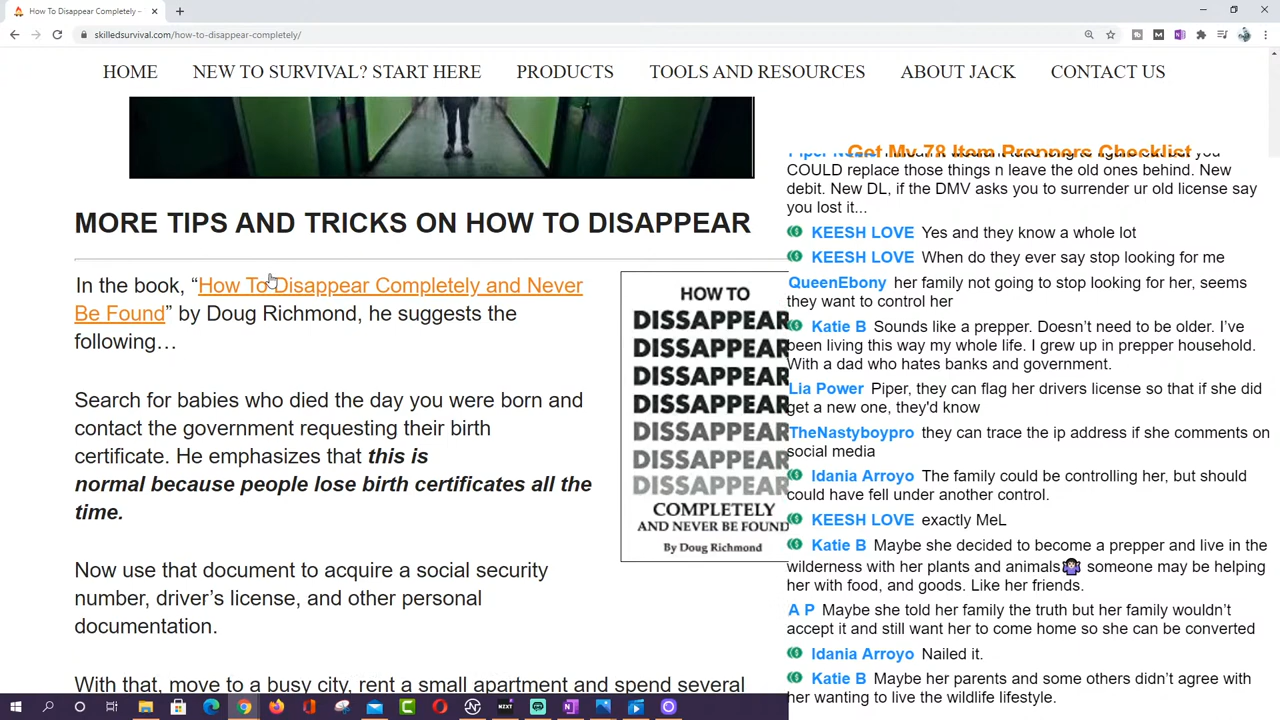 How To Disappear Completely –
skilledsurvival.com/how-to-disappear-completely/
HOME NEW TO SURVIVAL? START HERE PRODUCTS TOOLS AND RESOURCES ABOUT JACK CONTACT US
MORE TIPS AND TRICKS ON HOW TO DISAPPEAR
In the book, “How To Disappear Completely and Never
Be Found” by Doug Richmond, he suggests the
following…
Search for babies who died the day you were born and
contact the government requesting their birth
certificate. He emphasizes that this is
normal because people lose birth certificates all the
time.
Now use that document to acquire a social security
number, driver’s license, and other personal
documentation.
With that, move to a busy city, rent a small apartment and spend several
HOW TO
DISSAPPEAR
DISSAPPEAR
DISSAPPEAR
DISSAPPEAR
DISSAPPEAR
DISSAPPEAR
DISSAPPEAR
COMPLETELY
AND NEVER BE FOUND
By Doug Richmond
Get My 78 Item Preppers Checklist
COULD replace those things n leave the old ones behind. New
debit. New DL, if the DMV asks you to surrender ur old license say
you lost it...
KEESH LOVE Yes and they know a whole lot
KEESH LOVE When do they ever say stop looking for me
QueenEbony her family not going to stop looking for her, seems
they want to control her
Katie B Sounds like a prepper. Doesn’t need to be older. I’ve
been living this way my whole life. I grew up in prepper household.
With a dad who hates banks and government.
Lia Power Piper, they can flag her drivers license so that if she did
get a new one, they'd know
TheNastyboypro they can trace the ip address if she comments on
social media
Idania Arroyo The family could be controlling her, but should
could have fell under another control.
KEESH LOVE exactly MeL
Katie B Maybe she decided to become a prepper and live in the
wilderness with her plants and animals🤷🏻‍♀️ someone may be helping
her with food, and goods. Like her friends.
A P Maybe she told her family the truth but her family wouldn’t
accept it and still want her to come home so she can be converted
Idania Arroyo Nailed it.
Katie B Maybe her parents and some others didn’t agree with
her wanting to live the wildlife lifestyle.
NZXT